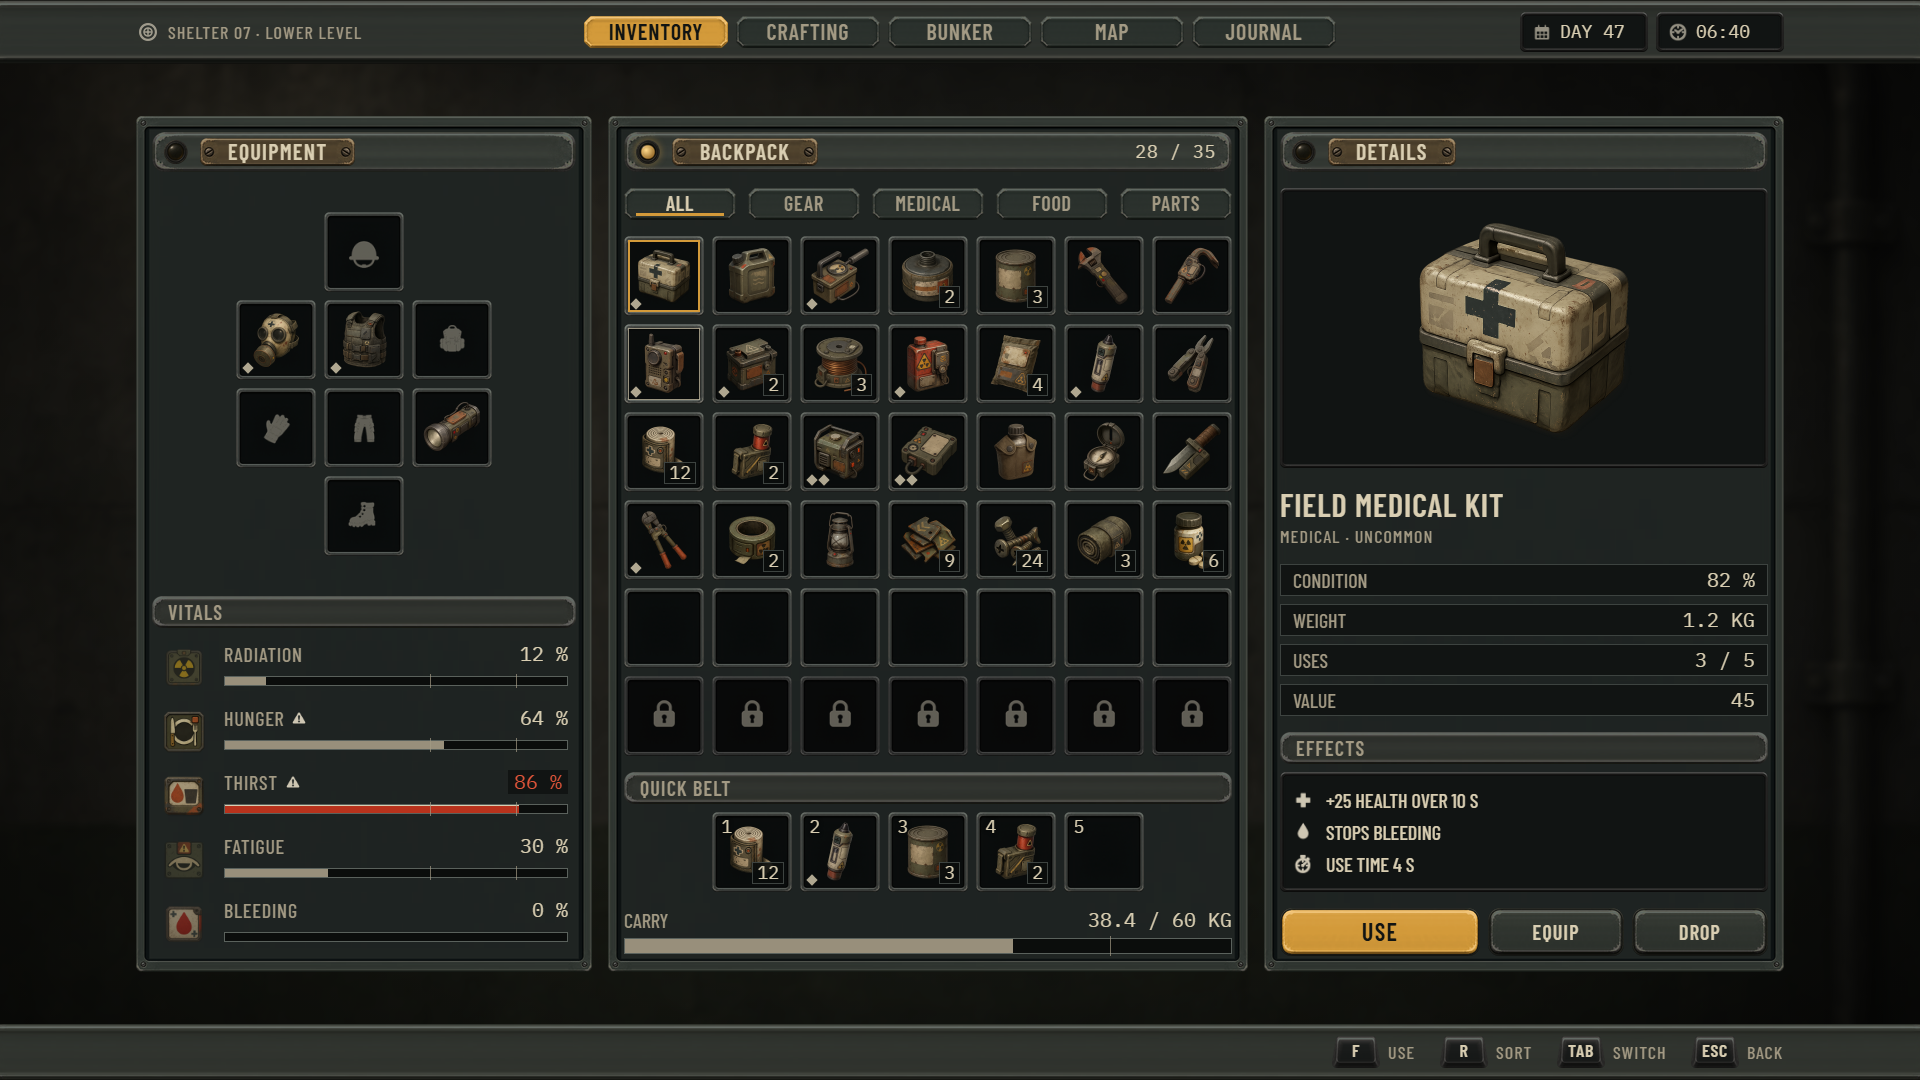 SHELTER 07 · LOWER LEVEL
INVENTORY
CRAFTING
BUNKER
MAP
JOURNAL
DAY 47
06:40
EQUIPMENT
VITALS
RADIATION 12 %
HUNGER 64 %
THIRST 86 %
FATIGUE 30 %
BLEEDING 0 %
BACKPACK 28 / 35
ALL GEAR MEDICAL FOOD PARTS
2 3
2 3 4
12 2
2 9 24 3 6
QUICK BELT
1 2 3 4 5
12 3 2
CARRY 38.4 / 60 KG
DETAILS
FIELD MEDICAL KIT
MEDICAL · UNCOMMON
CONDITION 82 %
WEIGHT 1.2 KG
USES 3 / 5
VALUE 45
EFFECTS
+25 HEALTH OVER 10 S
STOPS BLEEDING
USE TIME 4 S
USE EQUIP DROP
F USE R SORT TAB SWITCH ESC BACK